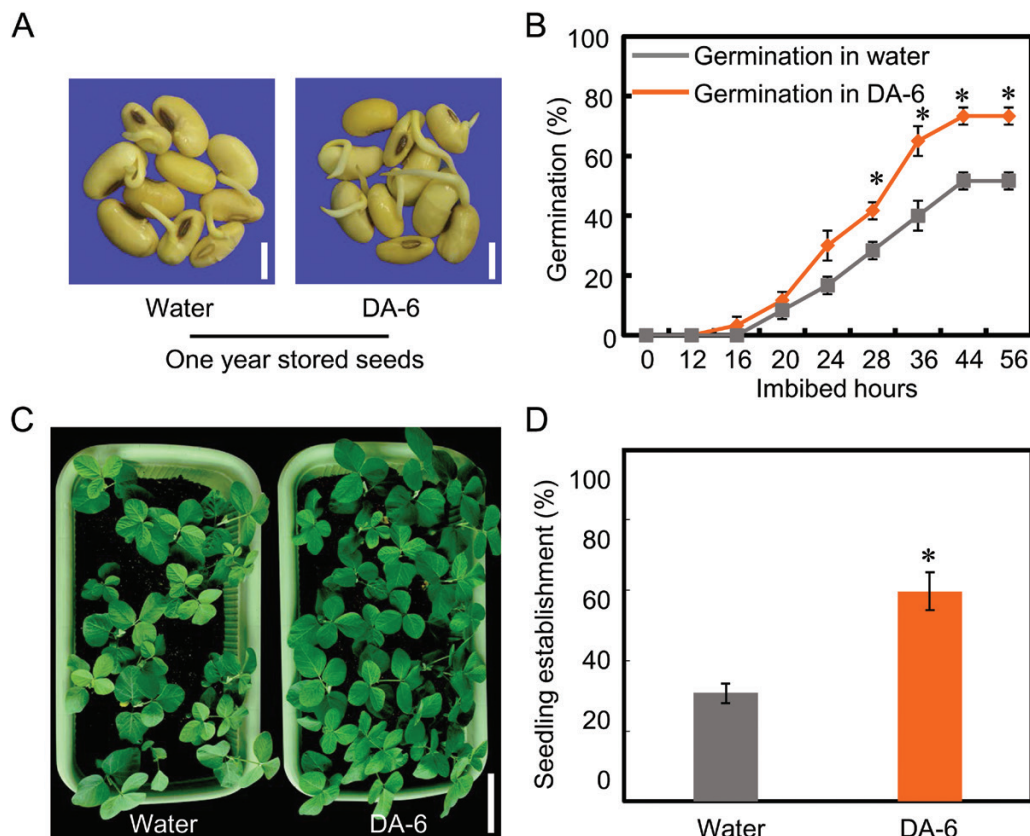 A
Water
DA-6
One year stored seeds
B
Germination (%)
100
80
60
40
20
0
Germination in water
Germination in DA-6
*
*
*
*
0 12 16 20 24 28 36 44 56
Imbibed hours
C
Water
DA-6
D
Seedling establishment (%)
100
80
60
40
20
0
*
Water
DA-6